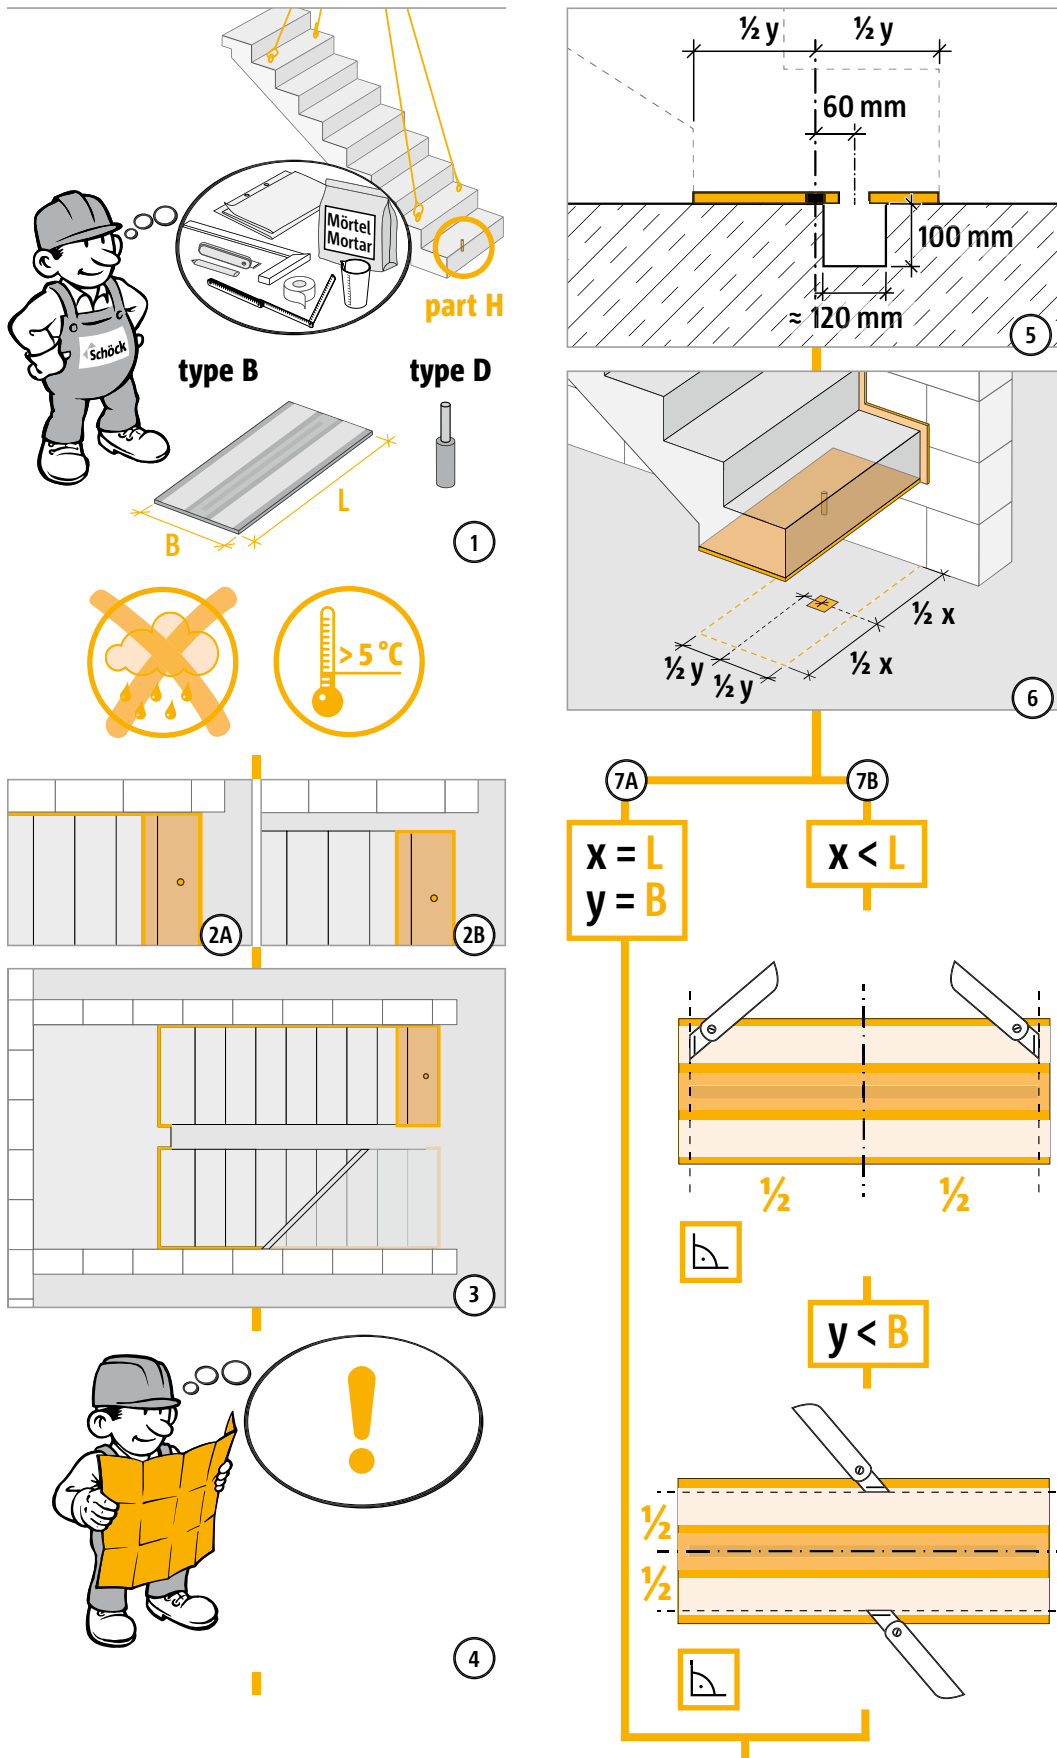 Mörtel
Mortar
part H
Schöck
type B
type D
L
B
1
> 5 °C
2A
2B
3
4
½ y
½ y
60 mm
100 mm
≈ 120 mm
5
½ x
½ x
½ y
½ y
6
7A
7B
x = L
y = B
x < L
½
½
y < B
½
½